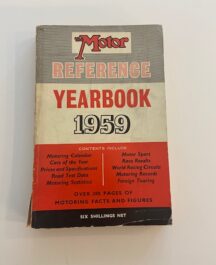 The Motor
REFERENCE
YEARBOOK
1959
CONTENTS INCLUDE
Motoring Calendar
Cars of the Year
Prices and Specifications
Road Test Data
Motoring Statistics
Motor Sport
Race Results
World Racing Circuits
Motoring Records
Foreign Touring
OVER 300 PAGES OF
MOTORING FACTS AND FIGURES
SIX SHILLINGS NET